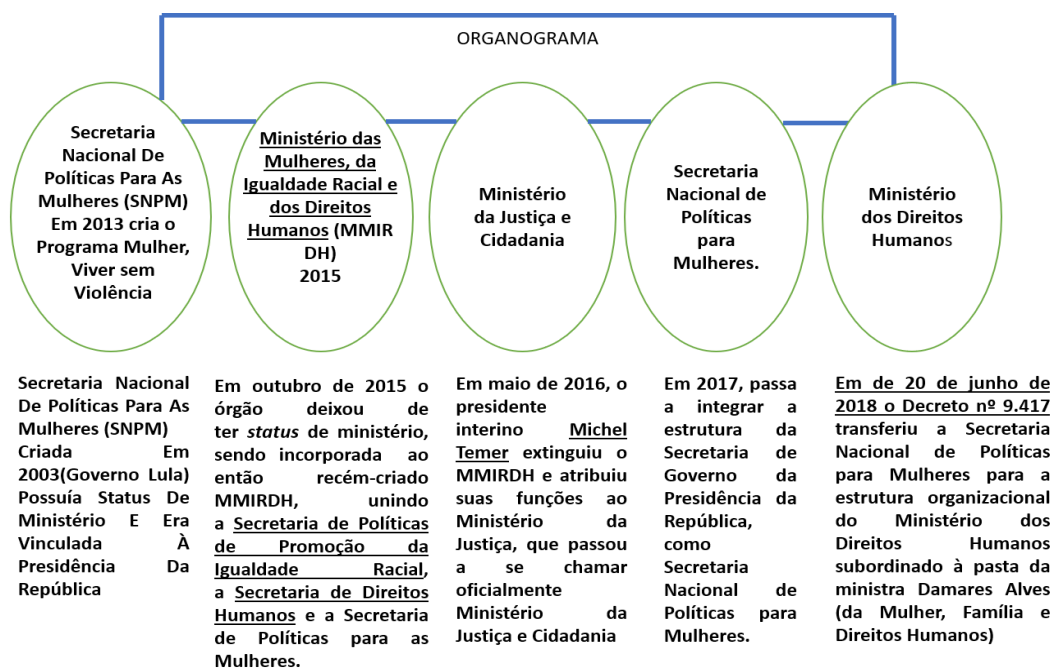 ORGANOGRAMA
Secretaria
Nacional De
Políticas Para As
Mulheres (SNPM)
Em 2013 cria o
Programa Mulher,
Viver sem
Violência
Ministério das
Mulheres, da
Igualdade Racial e
dos Direitos
Humanos (MMIR
DH)
2015
Ministério
da Justiça e
Cidadania
Secretaria
Nacional de
Políticas
para
Mulheres.
Ministério
dos Direitos
Humanos
Secretaria Nacional
De Políticas Para As
Mulheres (SNPM)
Criada Em
2003(Governo Lula)
Possuía Status De
Ministério E Era
Vinculada À
Presidência Da
República
Em outubro de 2015 o
órgão deixou de
ter status de ministério,
sendo incorporada ao
então recém-criado
MMIRDH, unindo
a Secretaria de Políticas
de Promoção da
Igualdade Racial,
a Secretaria de Direitos
Humanos e a Secretaria
de Políticas para as
Mulheres.
Em maio de 2016, o
presidente
interino Michel
Temer extinguiu o
MMIRDH e atribuiu
suas funções ao
Ministério da
Justiça, que passou
a se chamar
oficialmente
Ministério da
Justiça e Cidadania
Em 2017, passa
a integrar a
estrutura da
Secretaria de
Governo da
Presidência da
República,
como
Secretaria
Nacional de
Políticas para
Mulheres.
Em de 20 de junho de
2018 o Decreto nº 9.417
transferiu a Secretaria
Nacional de Políticas
para Mulheres para a
estrutura organizacional
do Ministério dos
Direitos Humanos
subordinado à pasta da
ministra Damares Alves
(da Mulher, Família e
Direitos Humanos)